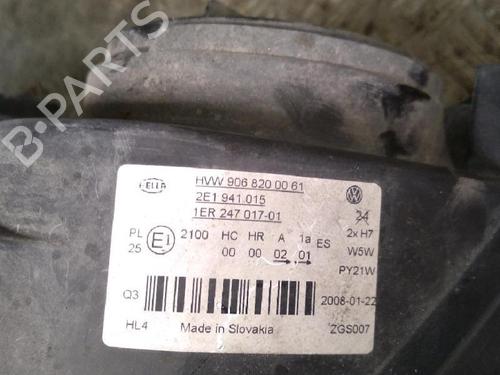 B-PARTS
HELLA
HVW 906 820 00 61
2E1 941.015
1ER 247 017-01
24
2x H7
W5W
PY21W
PL
25
E1
2100 HC HR A 1a ES
00 00 02 01
Q3
2008-01-22
HL4 Made in Slovakia ZGS007